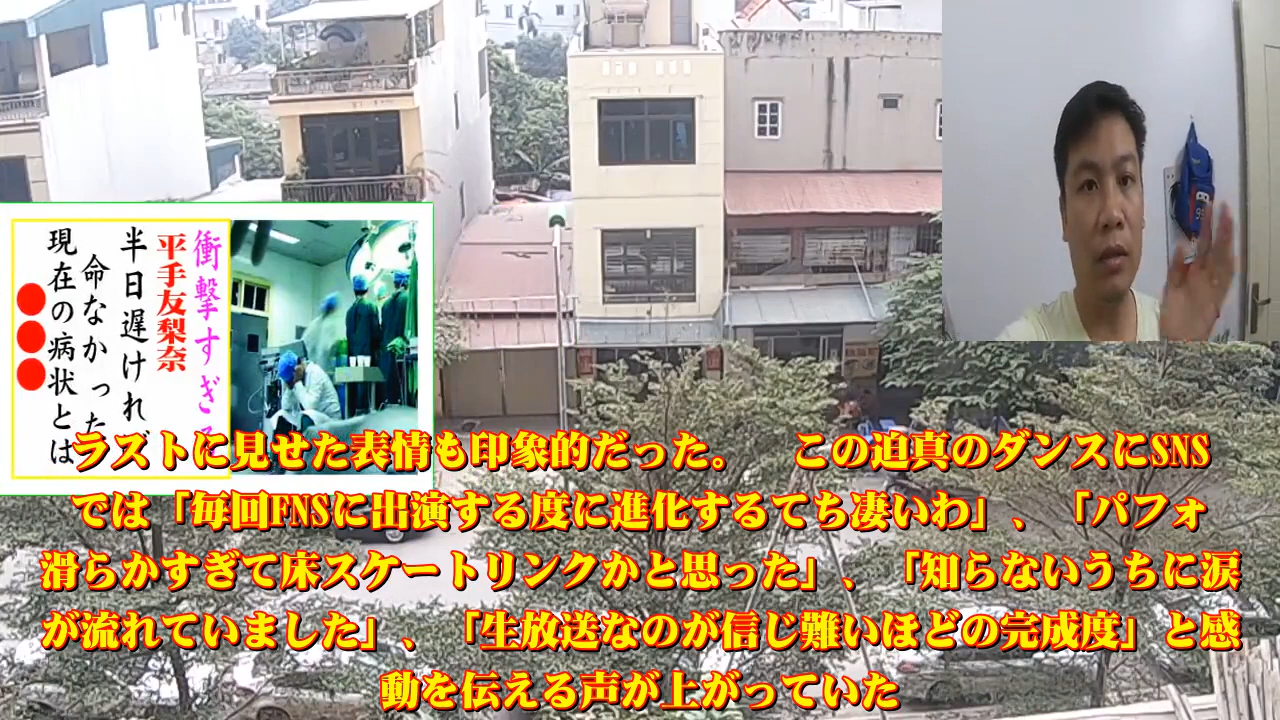 衝撃すぎ
平手友梨奈
半日遅けれ
命なかった
現在の病状とは
●●●
ラストに見せた表情も印象的だった。　この迫真のダンスにSNS
では「毎回FNSに出演する度に進化するてち凄いわ」、「パフォ
滑らかすぎて床スケートリンクかと思った」、「知らないうちに涙
が流れていました」、「生放送なのが信じ難いほどの完成度」と感
動を伝える声が上がっていた